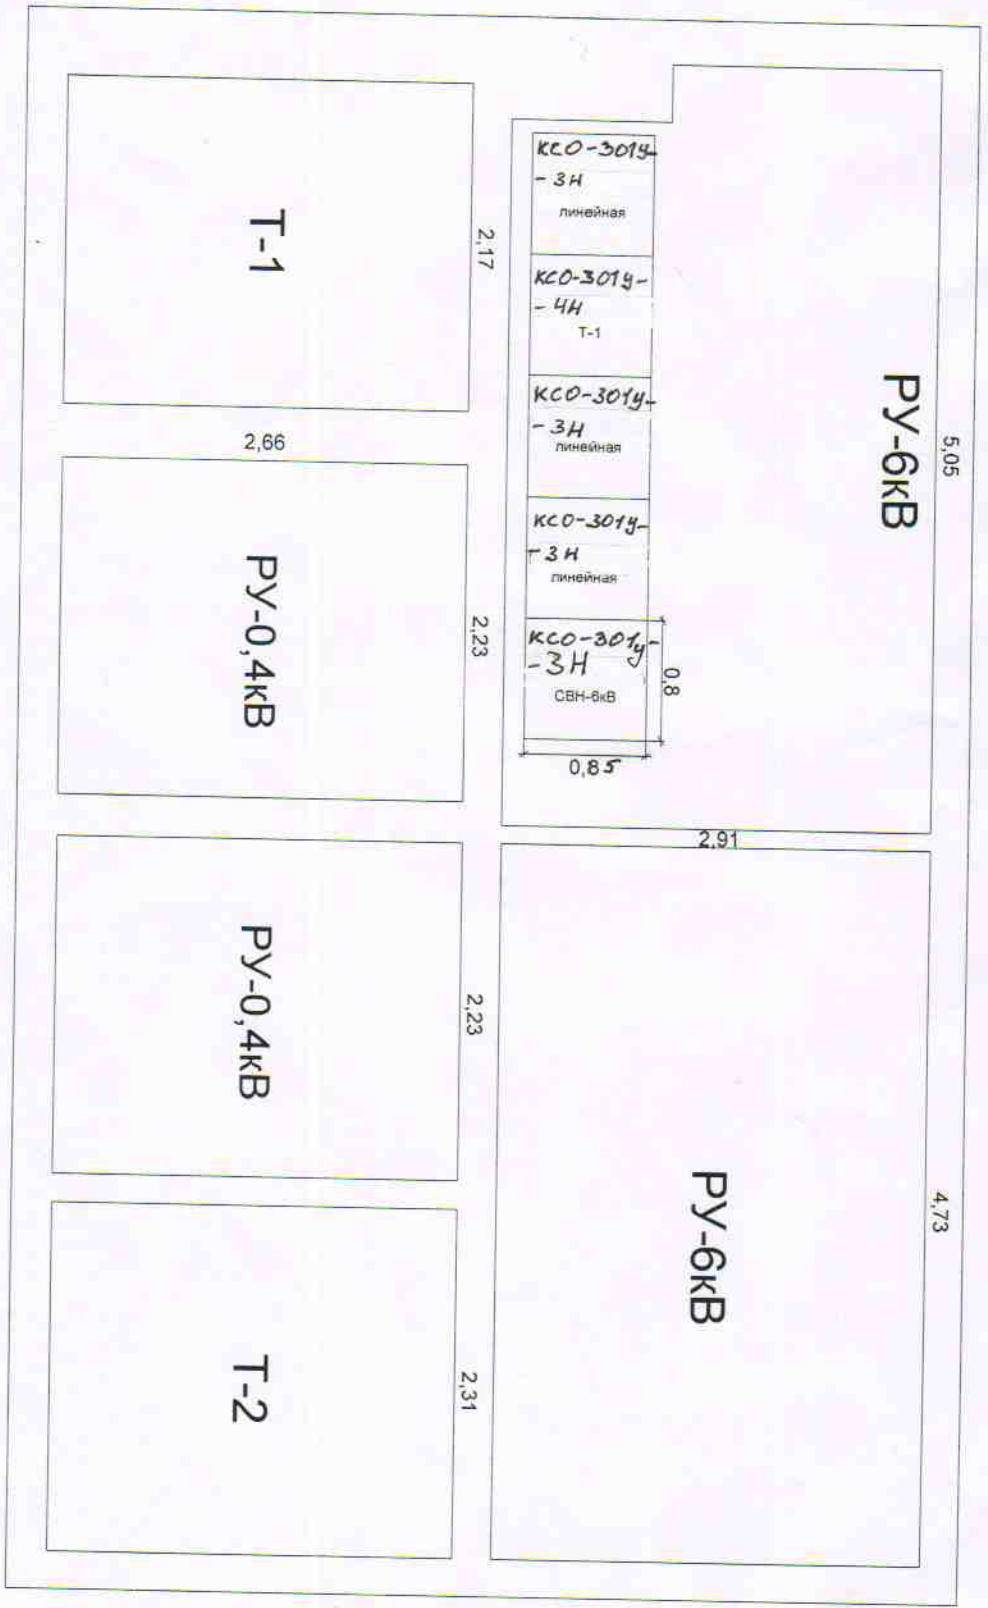 КСО-301У-
- 3Н
линейная
КСО-301У-
- 4Н
Т-1
КСО-301У-
- 3Н
линейная
КСО-301У-
- 3Н
линейная
КСО-301У-
- 3Н
СВН-6кВ
0,8
0,85
РУ-6кВ
5,05
Т-1
2,17
2,66
РУ-0,4кВ
2,23
2,91
РУ-0,4кВ
2,23
РУ-6кВ
4,73
Т-2
2,31